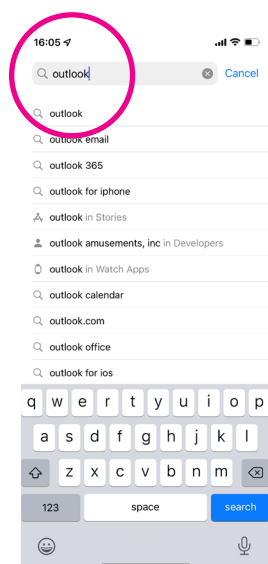 16:05
outlook
Cancel
outlook
outlook email
outlook 365
outlook for iphone
outlook in Stories
outlook amusements, inc in Developers
outlook in Watch Apps
outlook calendar
outlook.com
outlook office
outlook for ios
q w e r t y u i o p
a s d f g h j k l
z x c v b n m
123 space search